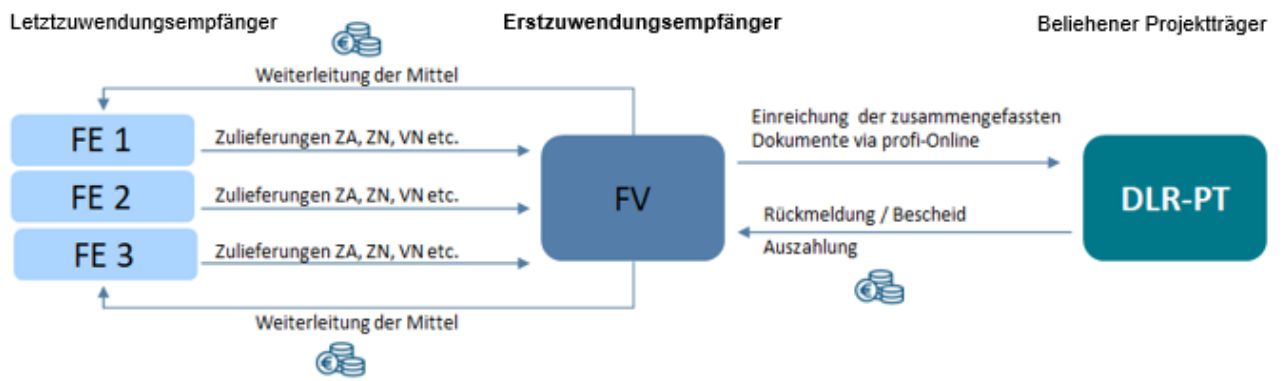 Letztzuwendungsempfänger
Erstzuwendungsempfänger
Beliehener Projektträger
Weiterleitung der Mittel
FE 1
Zulieferungen ZA, ZN, VN etc.
FE 2
Zulieferungen ZA, ZN, VN etc.
FE 3
Zulieferungen ZA, ZN, VN etc.
Weiterleitung der Mittel
FV
Einreichung der zusammengefassten
Dokumente via profi-Online
Rückmeldung / Bescheid
Auszahlung
DLR-PT